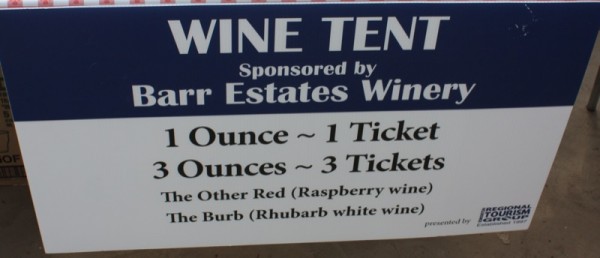 WINE TENT
Sponsored by
Barr Estates Winery
1 Ounce ~ 1 Ticket
3 Ounces ~ 3 Tickets
The Other Red (Raspberry wine)
The Burb (Rhubarb white wine)
presented by
REGIONAL
TOURISM
GROUP